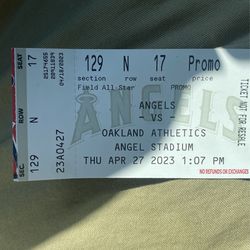 129 N 17 Promo
section row seat price
Field All Star PROMO
ANGELS
ANGELS
- VS -
OAKLAND ATHLETICS
ANGEL STADIUM
THU APR 27 2023 1:07 PM
NO REFUNDS OR EXCHANGES
TICKET NOT FOR RESALE
SEAT 17
ROW N
SEC. 129
23A0427
04/18/2023